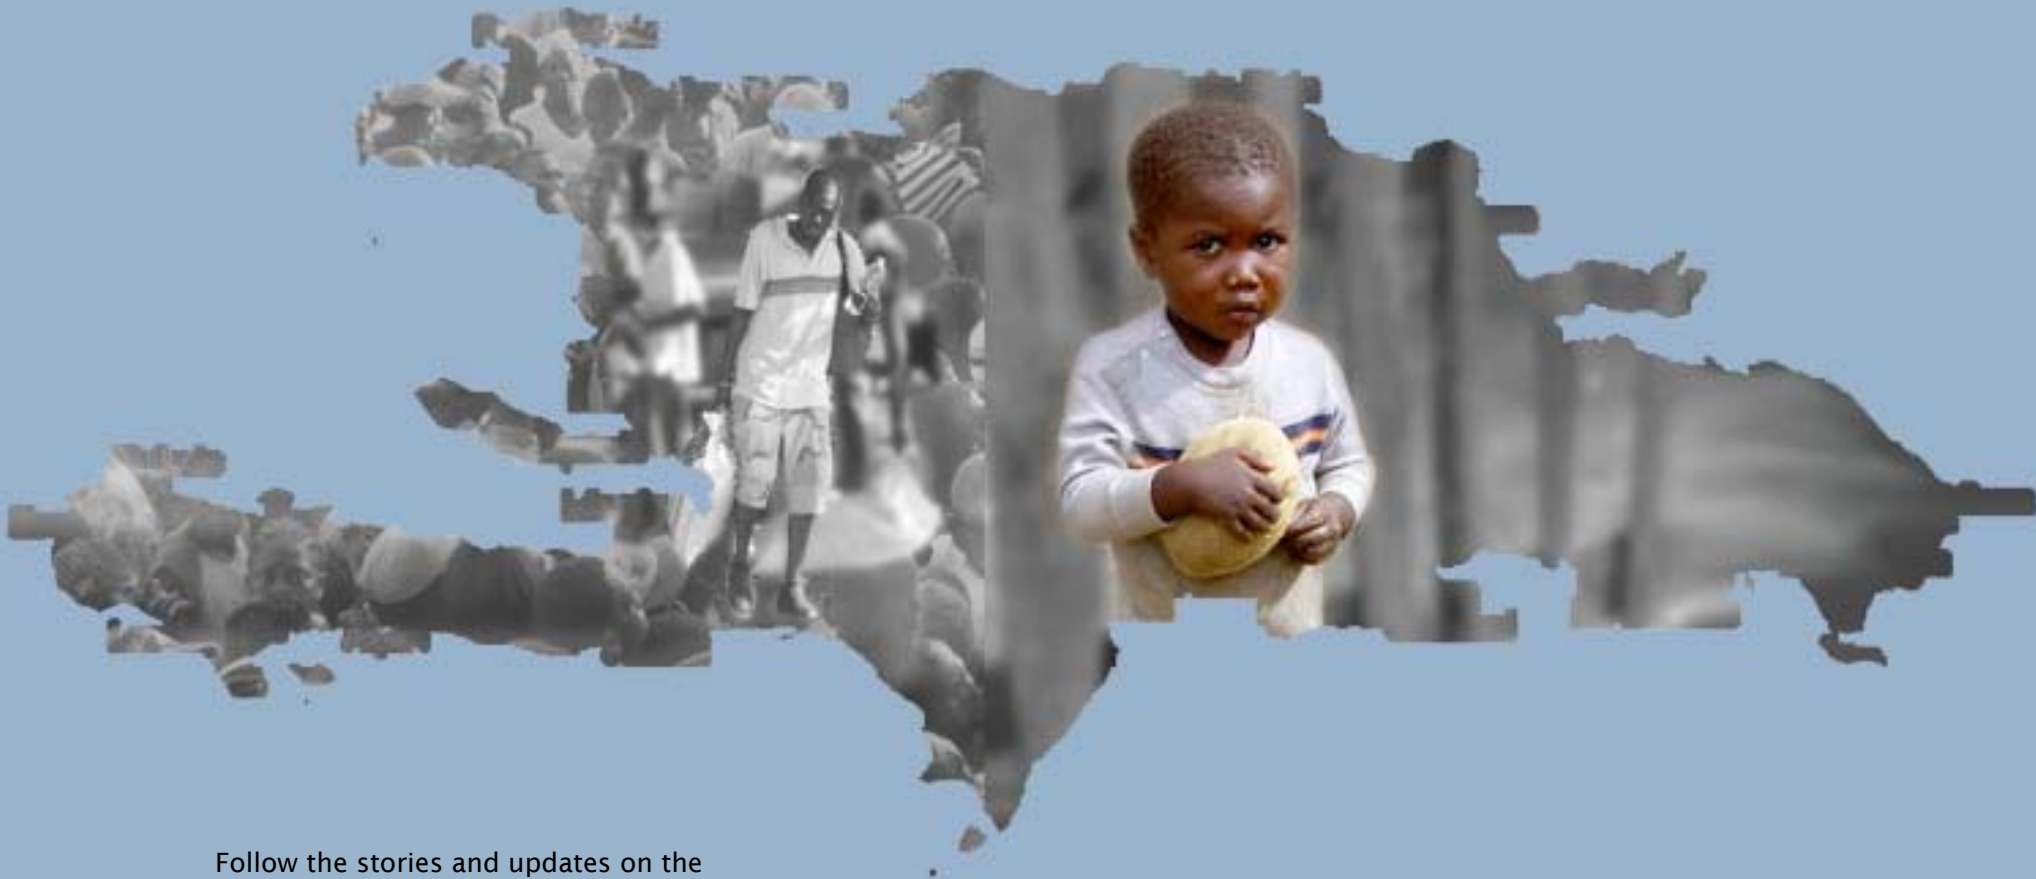 Follow the stories and updates on the